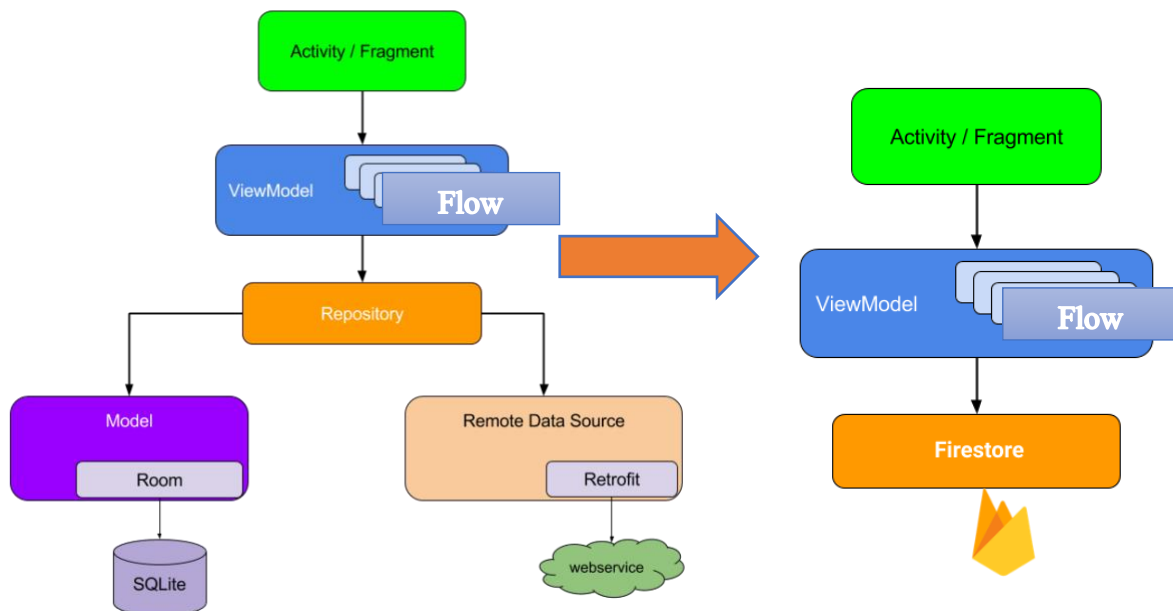 Activity / Fragment
ViewModel
Flow
Repository
Model
Room
SQLite
Remote Data Source
Retrofit
webservice
Activity / Fragment
ViewModel
Flow
Firestore